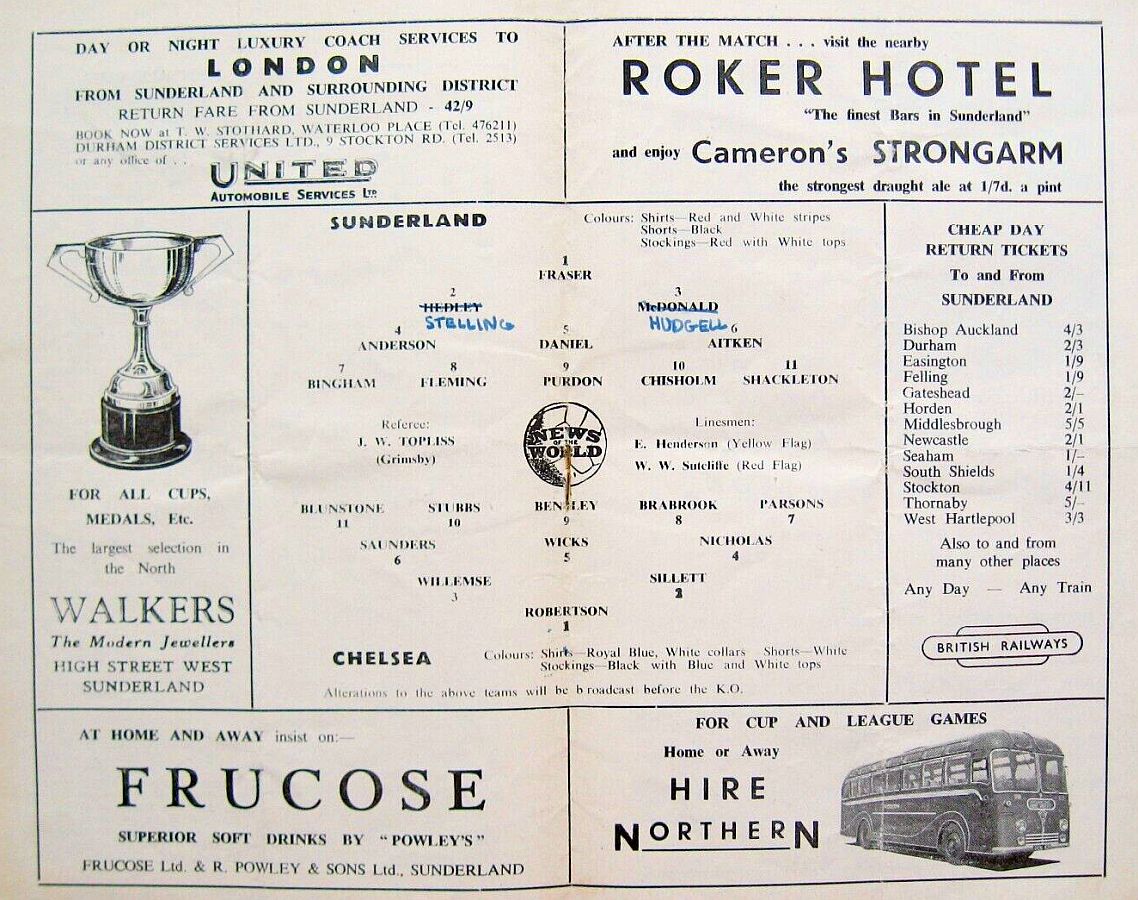 DAY OR NIGHT LUXURY COACH SERVICES TO
LONDON
FROM SUNDERLAND AND SURROUNDING DISTRICT
RETURN FARE FROM SUNDERLAND - 42/9
BOOK NOW at T. W. STOTHARD, WATERLOO PLACE (Tel. 476211)
DURHAM DISTRICT SERVICES LTD., 9 STOCKTON RD. (Tel. 2513)
or any office of . .
UNITED
AUTOMOBILE SERVICES LTD
AFTER THE MATCH . . . visit the nearby
ROKER HOTEL
"The finest Bars in Sunderland"
and enjoy Cameron's STRONGARM
the strongest draught ale at 1/7d. a pint
FOR ALL CUPS,
MEDALS, Etc.
The largest selection in
the North
WALKERS
The Modern Jewellers
HIGH STREET WEST
SUNDERLAND
SUNDERLAND
Colours: Shirts—Red and White stripes
Shorts—Black
Stockings—Red with White tops
1
FRASER
2 3
HEDLEY McDONALD
STELLING HUDGELL
4 5 6
ANDERSON DANIEL AITKEN
7 8 9 10 11
BINGHAM FLEMING PURDON CHISHOLM SHACKLETON
Referee:
J. W. TOPLISS
(Grimsby)
NEWS
OF THE
WORLD
Linesmen:
E. Henderson (Yellow Flag)
W. W. Sutcliffe (Red Flag)
BLUNSTONE STUBBS BENTLEY BRABROOK PARSONS
11 10 9 8 7
SAUNDERS WICKS NICHOLAS
6 5 4
WILLEMSE SILLETT
3 2
ROBERTSON
1
CHELSEA
Colours: Shirts—Royal Blue, White collars Shorts—White
Stockings—Black with Blue and White tops
Alterations to the above teams will be broadcast before the K.O.
CHEAP DAY
RETURN TICKETS
To and From
SUNDERLAND
Bishop Auckland 4/3
Durham 2/3
Easington 1/9
Felling 1/9
Gateshead 2/–
Horden 2/1
Middlesbrough 5/5
Newcastle 2/1
Seaham 1/–
South Shields 1/4
Stockton 4/11
Thornaby 5/–
West Hartlepool 3/3
Also to and from
many other places
Any Day — Any Train
BRITISH RAILWAYS
AT HOME AND AWAY insist on:—
FRUCOSE
SUPERIOR SOFT DRINKS BY "POWLEY'S"
FRUCOSE Ltd. & R. POWLEY & SONS Ltd., SUNDERLAND
FOR CUP AND LEAGUE GAMES
Home or Away
HIRE
NORTHERN